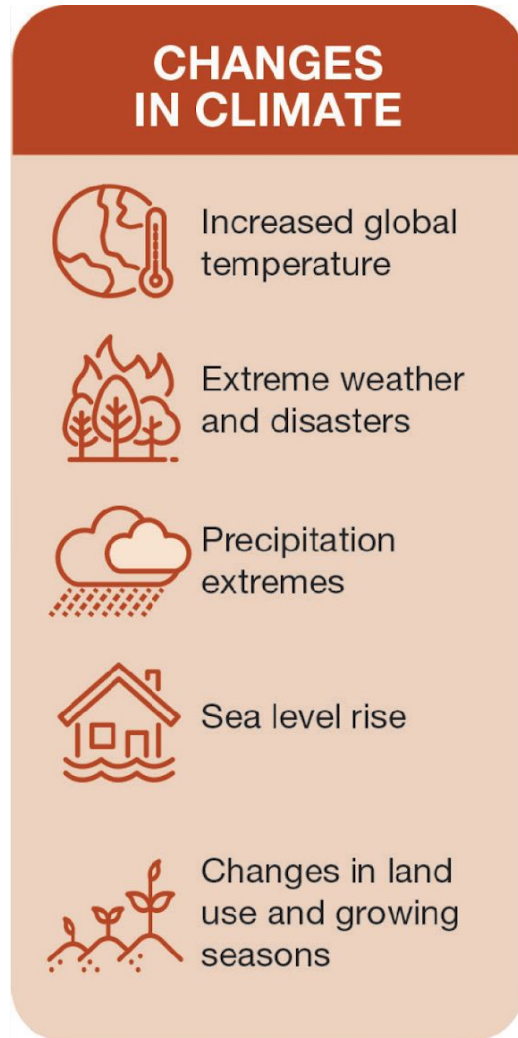 CHANGES
IN CLIMATE
Increased global
temperature
Extreme weather
and disasters
Precipitation
extremes
Sea level rise
Changes in land
use and growing
seasons